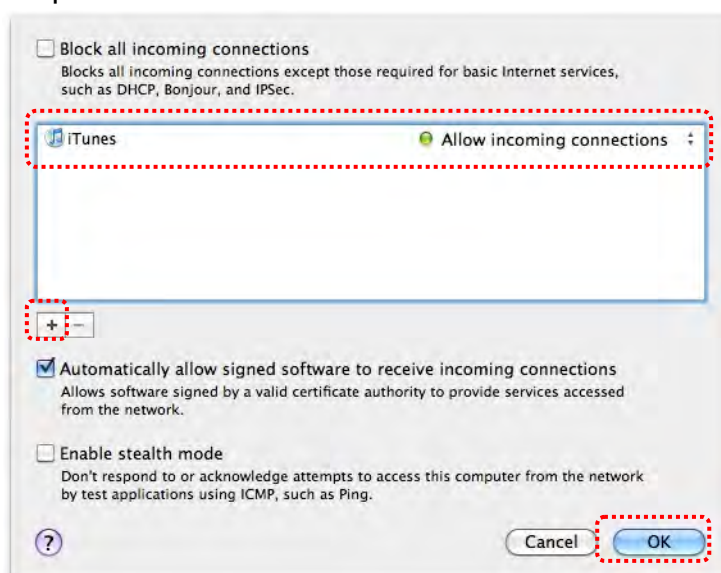 Block all incoming connections
Blocks all incoming connections except those required for basic Internet services,
such as DHCP, Bonjour, and IPSec.
iTunes Allow incoming connections
+ −
Automatically allow signed software to receive incoming connections
Allows software signed by a valid certificate authority to provide services accessed
from the network.
Enable stealth mode
Don't respond to or acknowledge attempts to access this computer from the network
by test applications using ICMP, such as Ping.
? Cancel OK